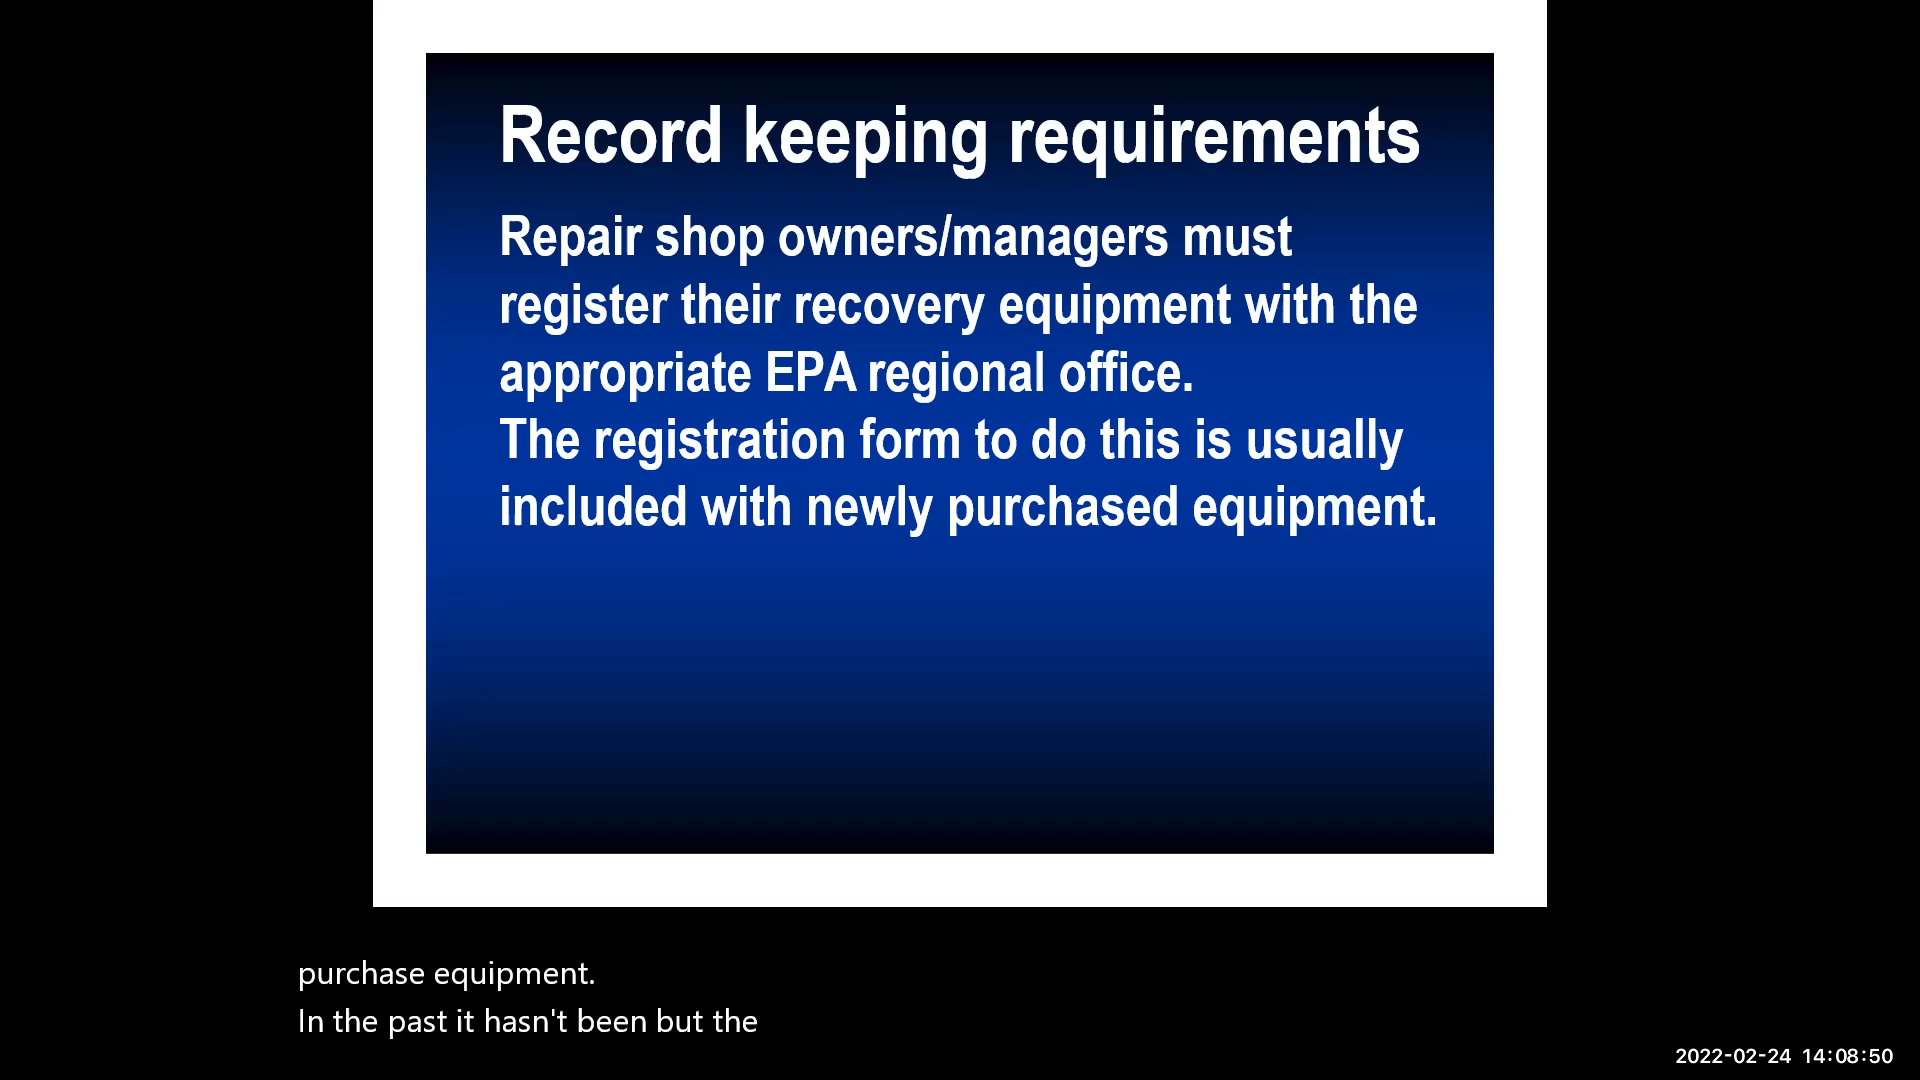 Record keeping requirements
Repair shop owners/managers must
register their recovery equipment with the
appropriate EPA regional office.
The registration form to do this is usually
included with newly purchased equipment.
purchase equipment.
In the past it hasn't been but the
2022-02-24 14:08:50